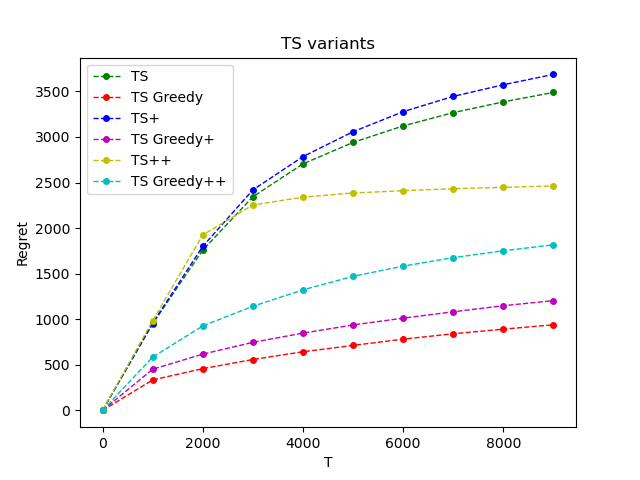 TS variants
TS
TS Greedy
TS+
TS Greedy+
TS++
TS Greedy++
3500
3000
2500
2000
1500
1000
500
0
Regret
0 2000 4000 6000 8000
T